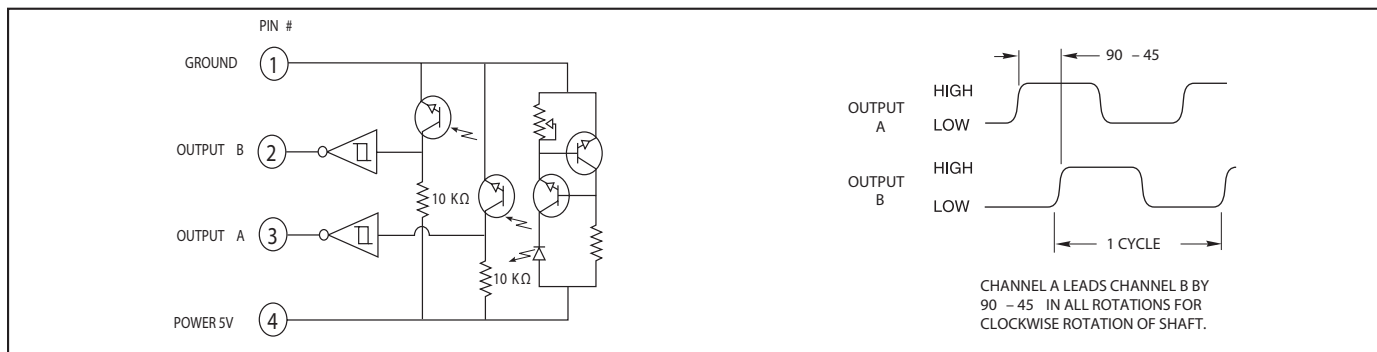 PIN #
GROUND 1
OUTPUT B 2
10 KΩ
OUTPUT A 3
10 KΩ
POWER 5V 4
90 – 45
OUTPUT
A
HIGH
LOW
OUTPUT
B
HIGH
LOW
1 CYCLE
CHANNEL A LEADS CHANNEL B BY
90 – 45 IN ALL ROTATIONS FOR
CLOCKWISE ROTATION OF SHAFT.